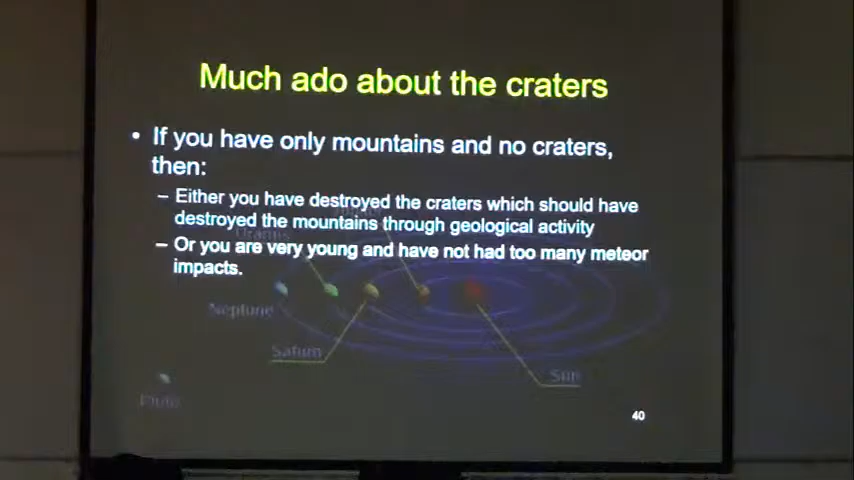 Much ado about the craters
• If you have only mountains and no craters,
then:
– Either you have destroyed the craters which should have
destroyed the mountains through geological activity
– Or you are very young and have not had too many meteor
impacts.
Uranus
Neptune
Saturn
Sun
Pluto
40